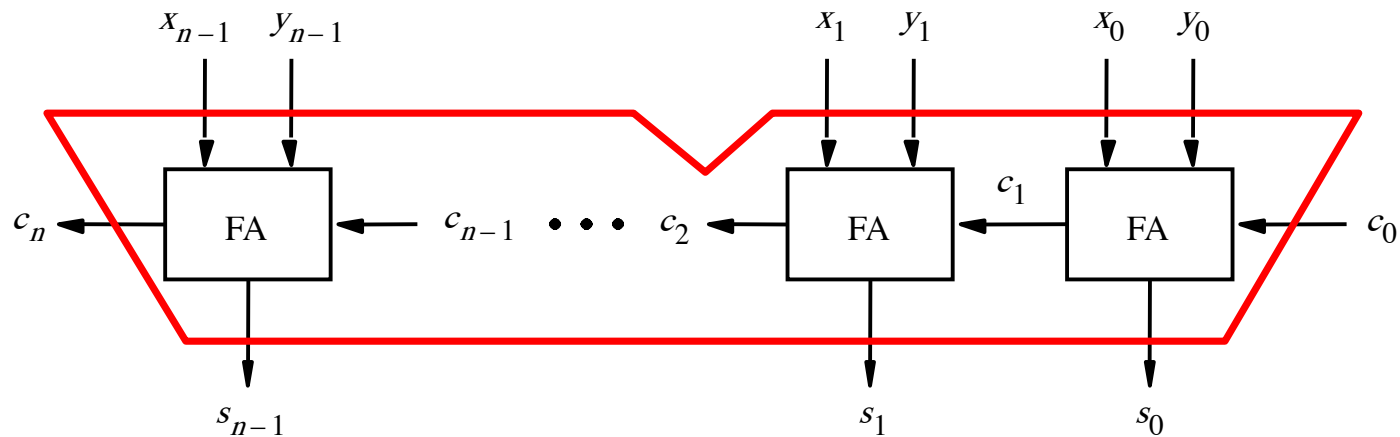 xₙ₋₁ yₙ₋₁ x₁ y₁ x₀ y₀
cₙ FA cₙ₋₁ • • • c₂ FA c₁ FA c₀
sₙ₋₁ s₁ s₀